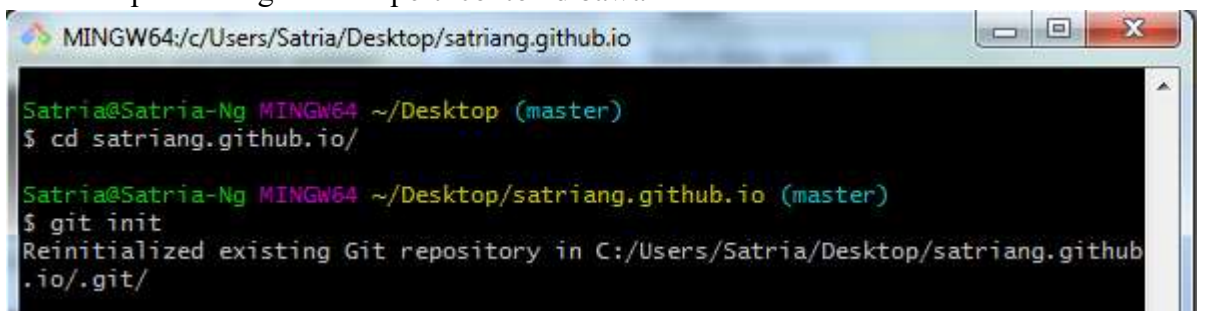 MINGW64:/c/Users/Satria/Desktop/satriang.github.io
Satria@Satria-Ng MINGW64 ~/Desktop (master)
$ cd satriang.github.io/
Satria@Satria-Ng MINGW64 ~/Desktop/satriang.github.io (master)
$ git init
Reinitialized existing Git repository in C:/Users/Satria/Desktop/satriang.github
.io/.git/